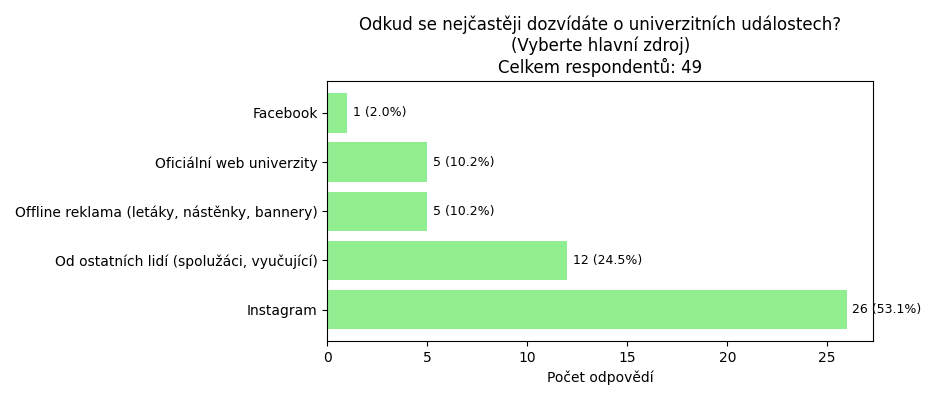 Odkud se nejčastěji dozvídáte o univerzitních událostech?
(Vyberte hlavní zdroj)
Celkem respondentů: 49
Facebook 1 (2.0%)
Oficiální web univerzity 5 (10.2%)
Offline reklama (letáky, nástěnky, bannery) 5 (10.2%)
Od ostatních lidí (spolužáci, vyučující) 12 (24.5%)
Instagram 26 (53.1%)
0 5 10 15 20 25
Počet odpovědí